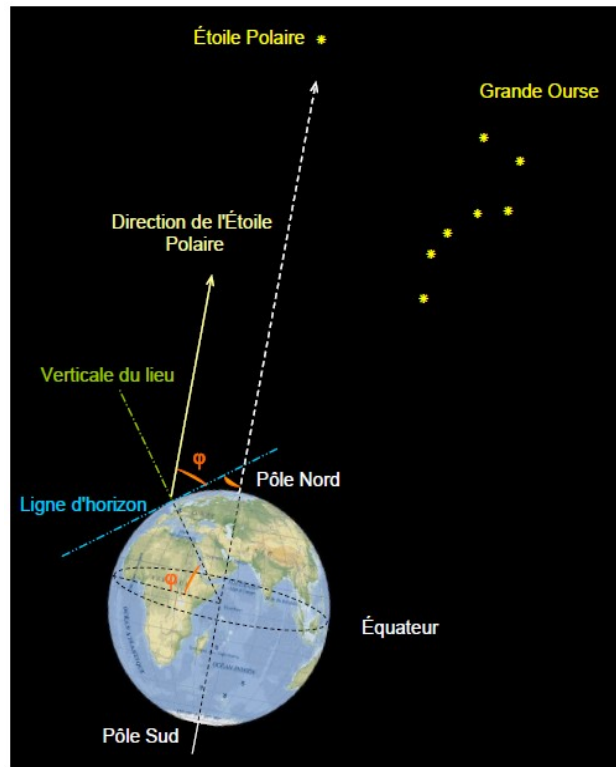 Étoile Polaire
Grande Ourse
Direction de l'Étoile
Polaire
Verticale du lieu
φ
Pôle Nord
Ligne d'horizon
φ
Équateur
Pôle Sud